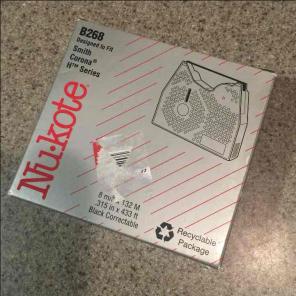 B268
Designed to Fit
Smith
Corona®
H™ Series
Nu·kote®
8 mm x 132 M
.315 in x 433 ft
Black Correctable
Recyclable
Package